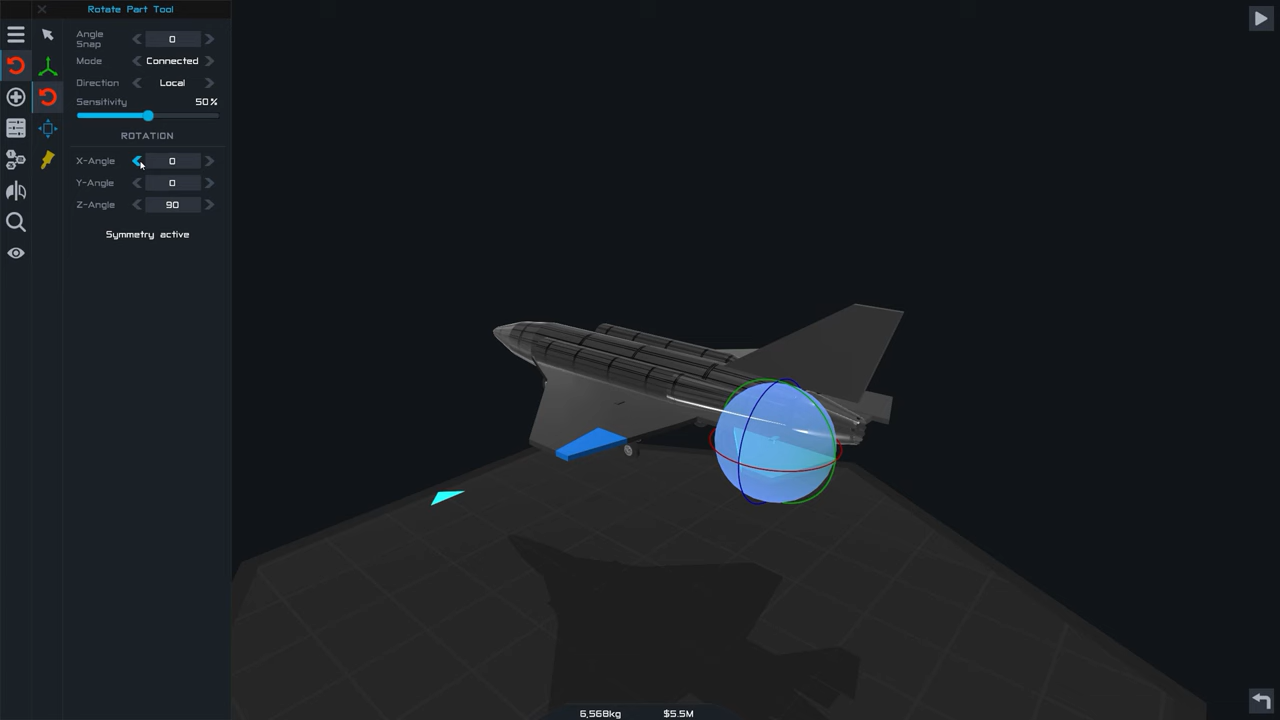 Rotate Part Tool
Angle Snap 0
Mode Connected
Direction Local
Sensitivity 50%
ROTATION
X-Angle 0
Y-Angle 0
Z-Angle 90
Symmetry active
6,568kg $5.5M